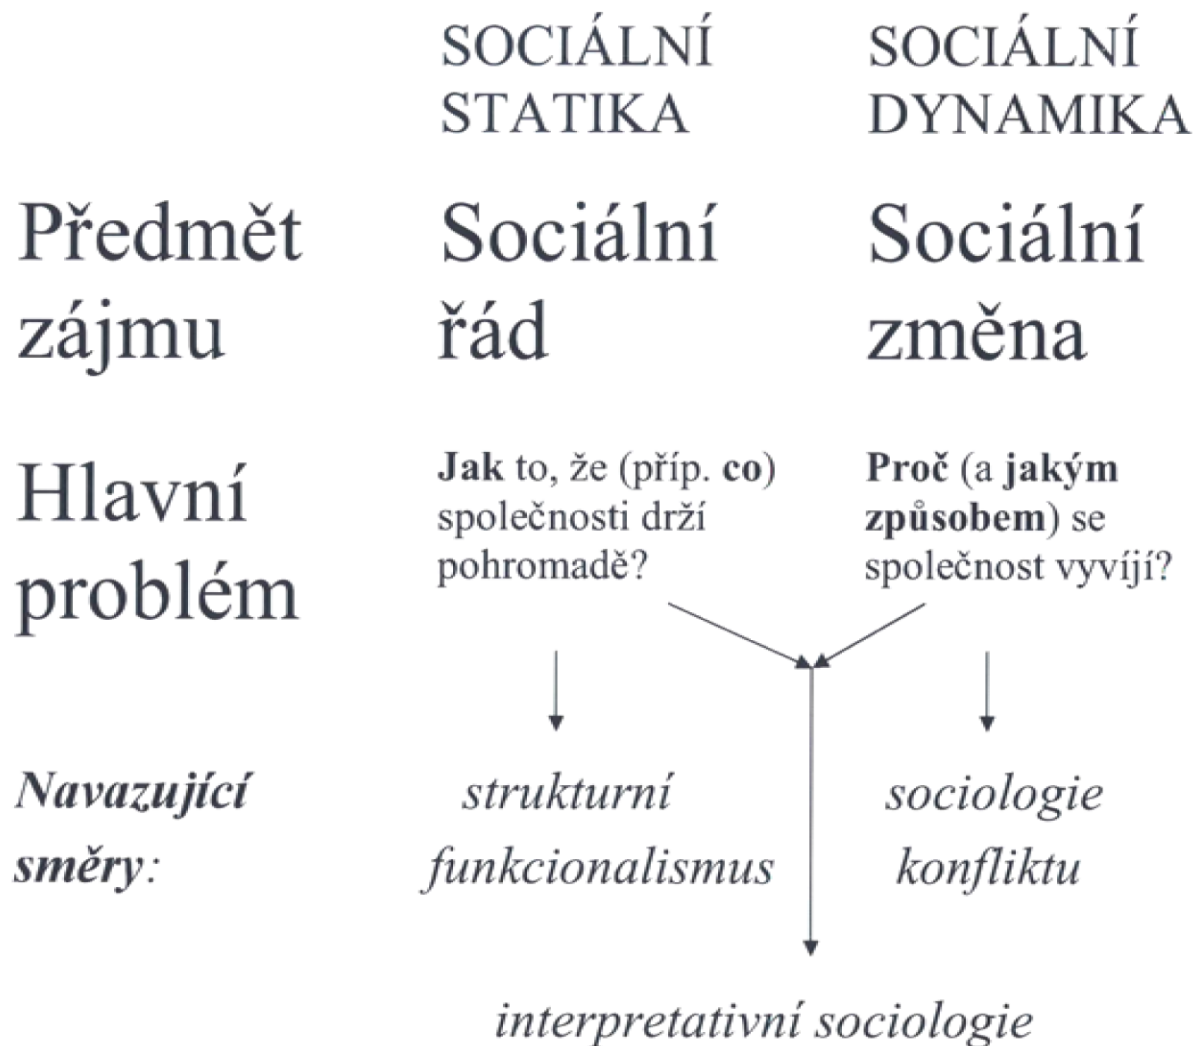 SOCIÁLNÍ
STATIKA
SOCIÁLNÍ
DYNAMIKA
Předmět
zájmu
Sociální
řád
Sociální
změna
Hlavní
problém
Jak to, že (příp. co)
společnosti drží
pohromadě?
Proč (a jakým
způsobem) se
společnost vyvíjí?
Navazující
směry:
strukturní
funkcionalismus
sociologie
konfliktu
interpretativní sociologie